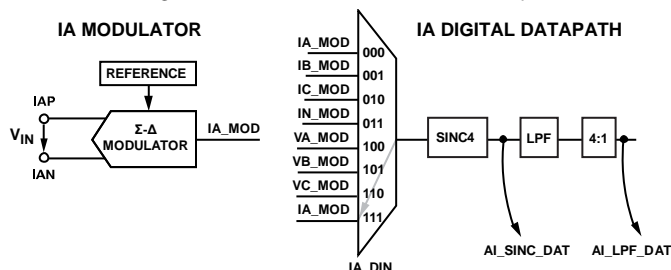 IA MODULATOR
REFERENCE
IAP
VIN
IAN
Σ-Δ
MODULATOR
IA_MOD
IA DIGITAL DATAPATH
IA_MOD 000
IB_MOD 001
IC_MOD 010
IN_MOD 011
VA_MOD 100
VB_MOD 101
VC_MOD 110
IA_MOD 111
IA_DIN
SINC4
LPF
4:1
AI_SINC_DAT
AI_LPF_DAT